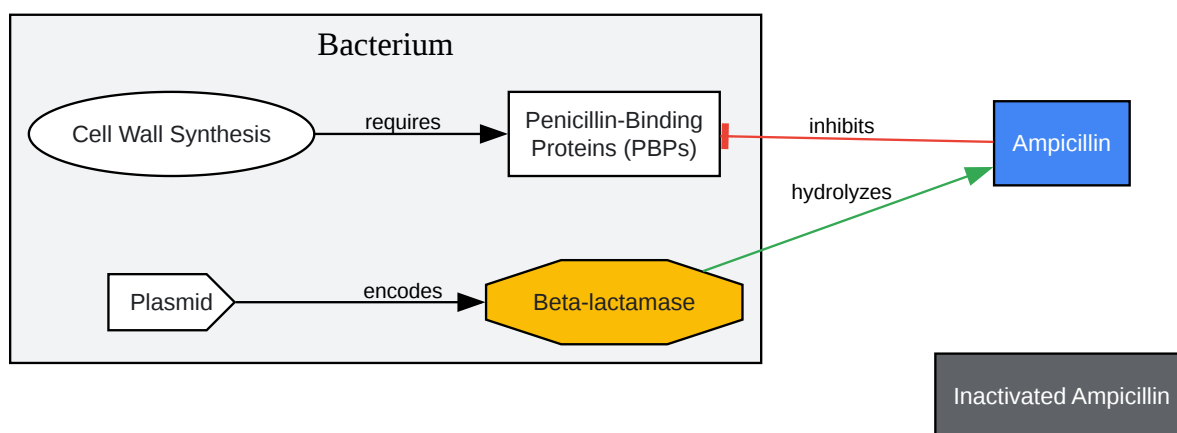 Bacterium
Cell Wall Synthesis
requires
Penicillin-Binding
Proteins (PBPs)
inhibits
Ampicillin
hydrolyzes
Plasmid
encodes
Beta-lactamase
Inactivated Ampicillin